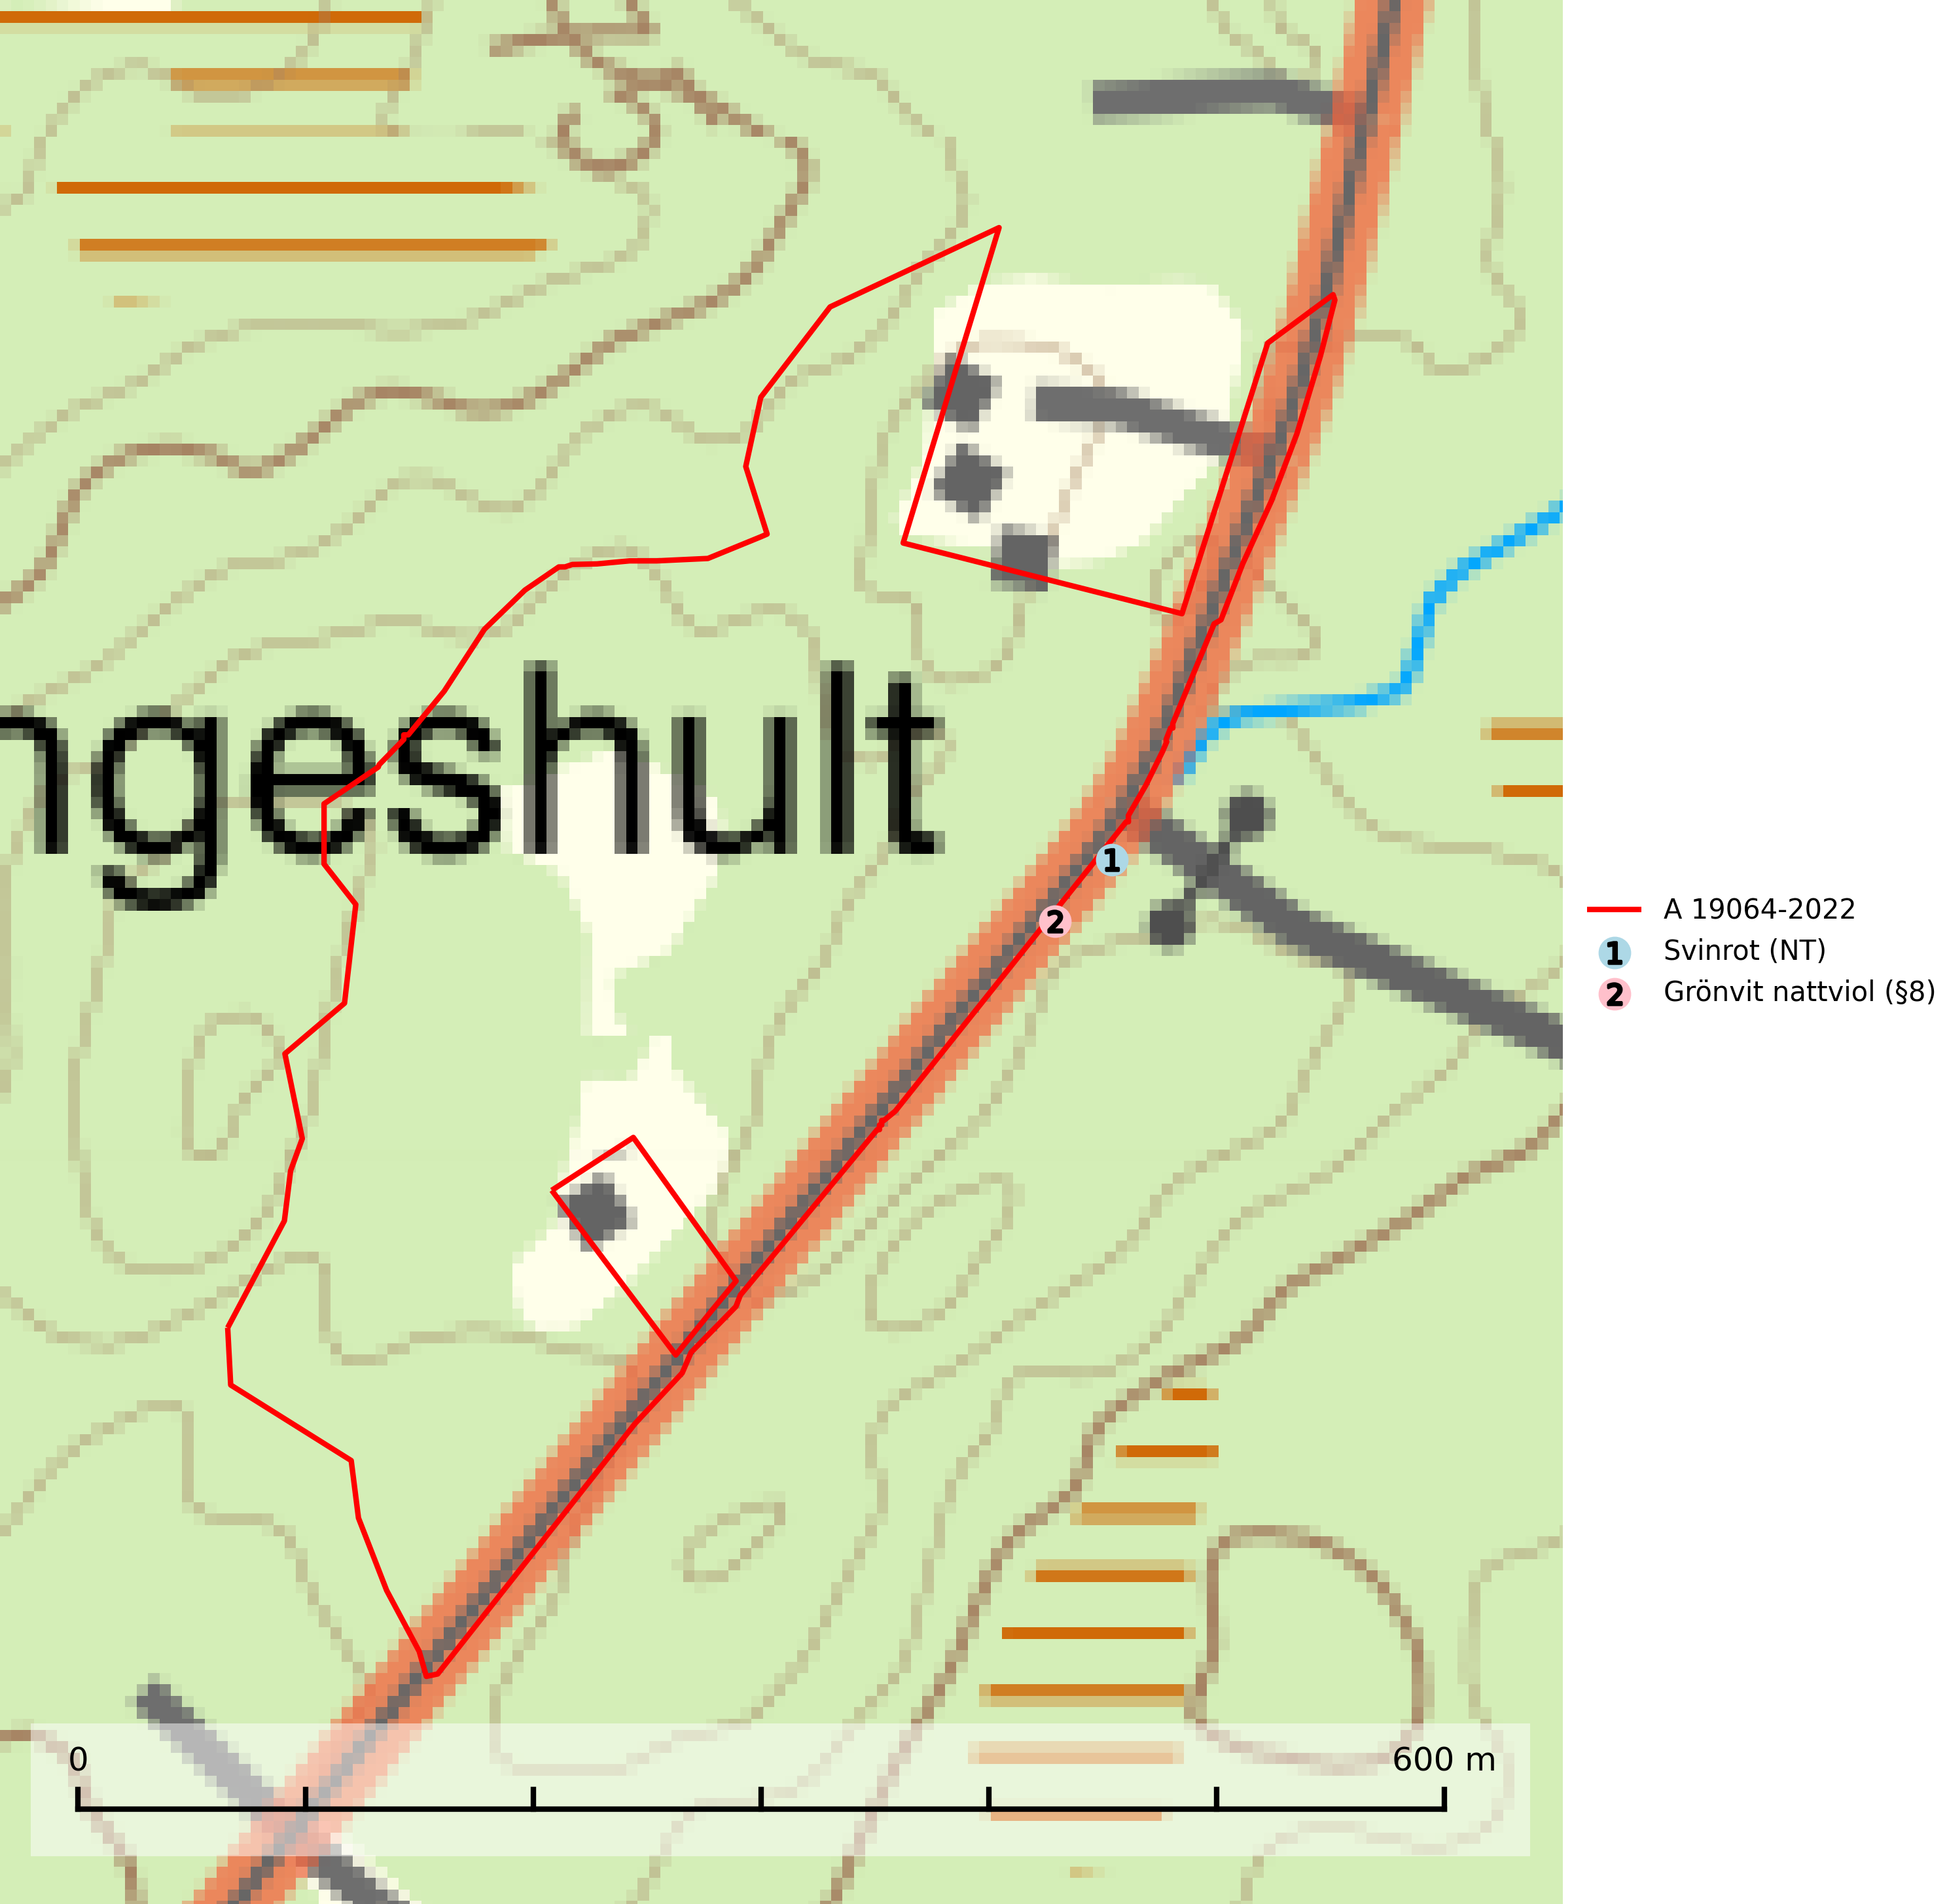 ngeshult
1
2
A 19064-2022
1 Svinrot (NT)
2 Grönvit nattviol (§8)
0 600 m